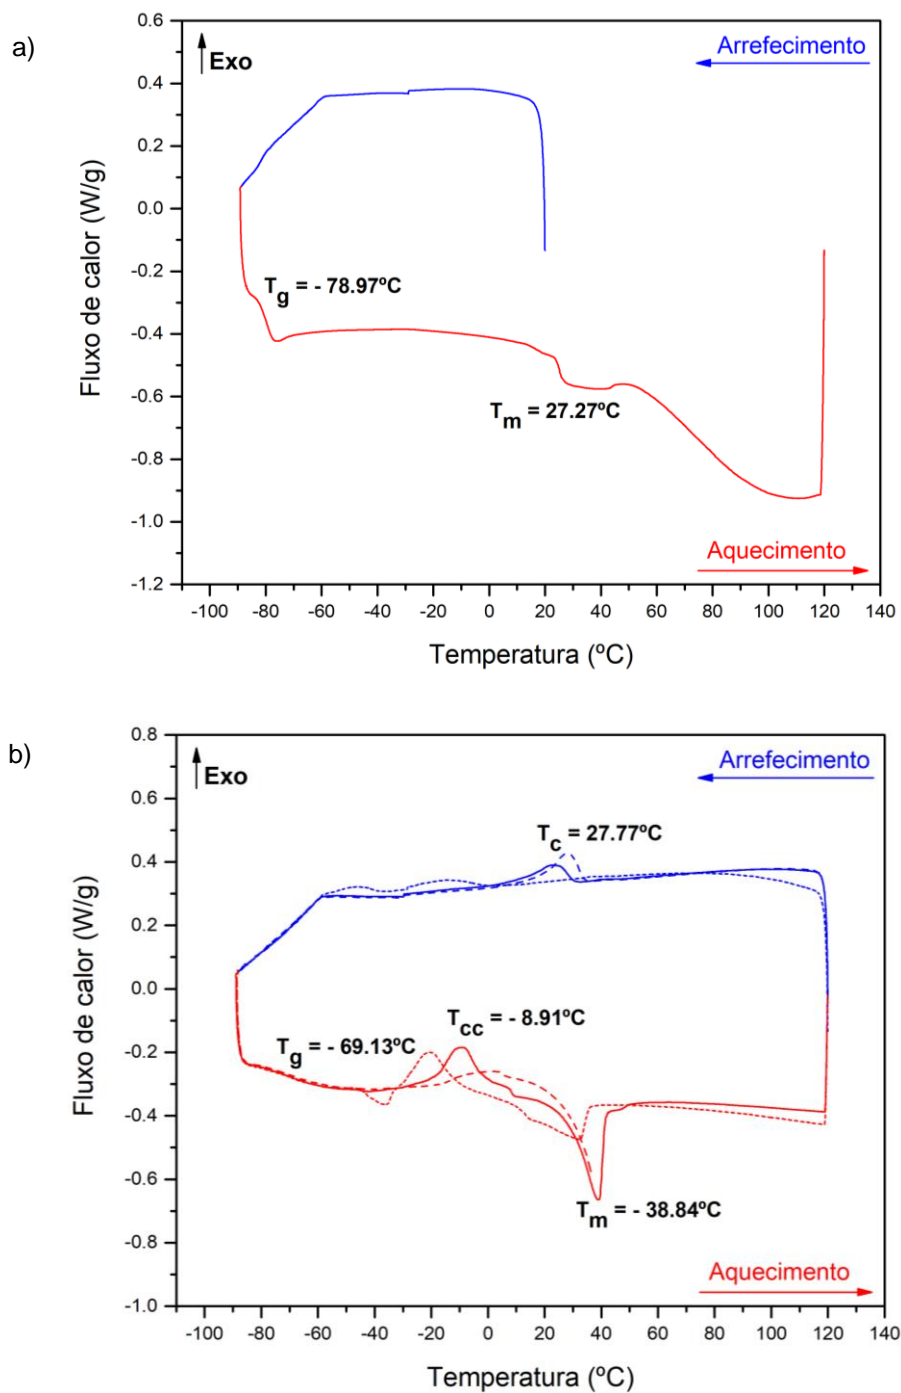 a)
Exo
Arrefecimento
0.6
0.4
0.2
0.0
-0.2
-0.4
-0.6
-0.8
-1.0
-1.2
Fluxo de calor (W/g)
Tg = - 78.97ºC
Tm = 27.27ºC
Aquecimento
-100 -80 -60 -40 -20 0 20 40 60 80 100 120 140
Temperatura (ºC)
b)
Exo
Arrefecimento
0.8
0.6
0.4
0.2
0.0
-0.2
-0.4
-0.6
-0.8
-1.0
Fluxo de calor (W/g)
Tc = 27.77ºC
Tcc = - 8.91ºC
Tg = - 69.13ºC
Tm = - 38.84ºC
Aquecimento
-100 -80 -60 -40 -20 0 20 40 60 80 100 120 140
Temperatura (ºC)